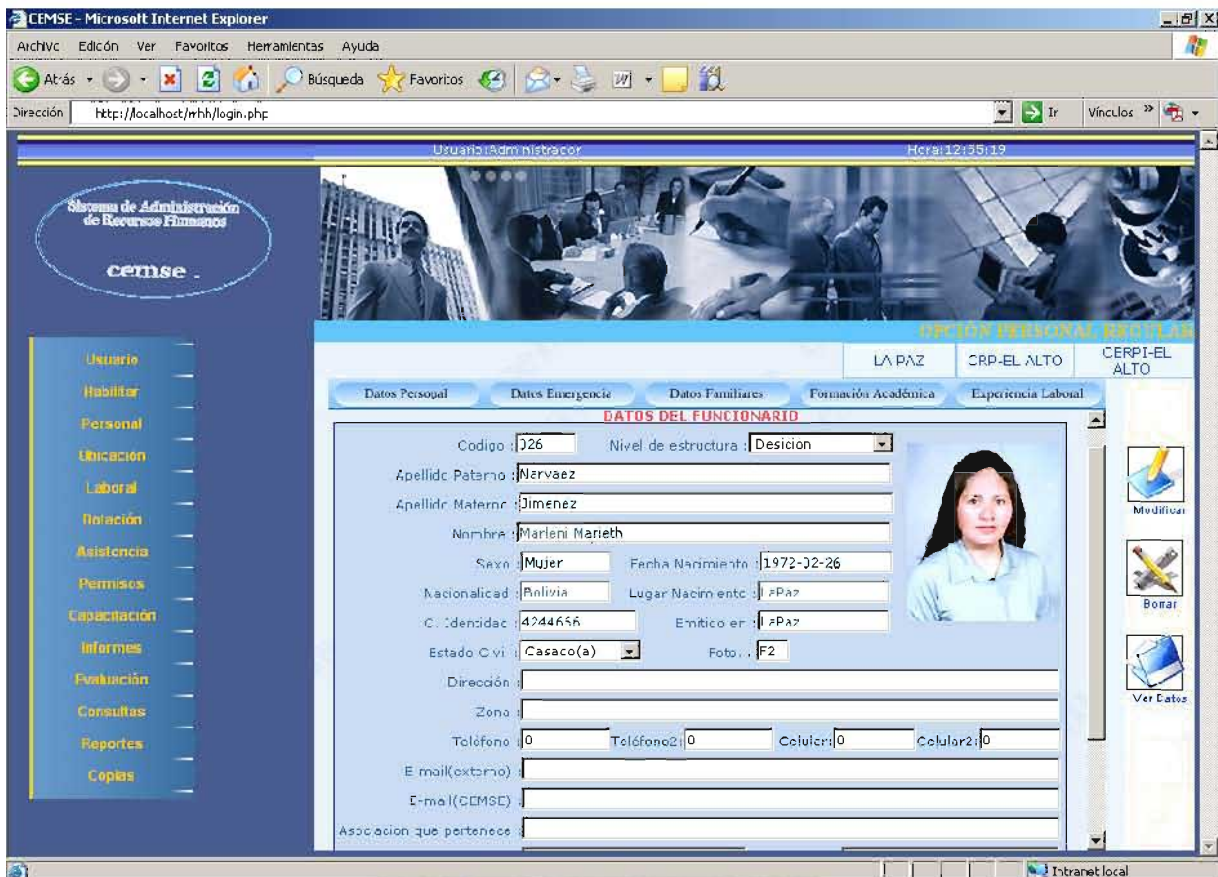 CEMSE - Microsoft Internet Explorer
Archivo Edición Ver Favoritos Herramientas Ayuda
Atrás Búsqueda Favoritos
Dirección http://localhost/rrhh/login.php Ir Vínculos »
Usuario:Administrador Hora:12:55:19
Sistema de Administración
de Recursos Humanos
cemse
OPCIÓN PERSONAL REGULAR
LA PAZ CRP-EL ALTO CERPI-EL ALTO
Usuario
Habilitar
Personal
Ubicación
Laboral
Dotación
Asistencia
Permisos
Capacitación
Informes
Evaluación
Consultas
Reportes
Copias
Datos Personal Datos Emergencia Datos Familiares Formación Académica Experiencia Laboral
DATOS DEL FUNCIONARIO
Codigo : 026 Nivel de estructura : Desicion
Apellido Paterno : Narvaez
Apellido Materno : Jimenez
Nombre : Marleni Marieth
Sexo : Mujer Fecha Nacimiento : 1972-02-26
Nacionalidad : Bolivia Lugar Nacimiento : LaPaz
C. Identidad : 4244656 Emitico en : LaPaz
Estado Civil : Casado(a) Foto.. : F2
Dirección :
Zona :
Teléfono : 0 Teléfono2: 0 Celular: 0 Celular2: 0
E-mail(externo) :
E-mail(CEMSE) :
Asociacion que pertenece :
Modificar
Borrar
Ver Datos
Intranet local